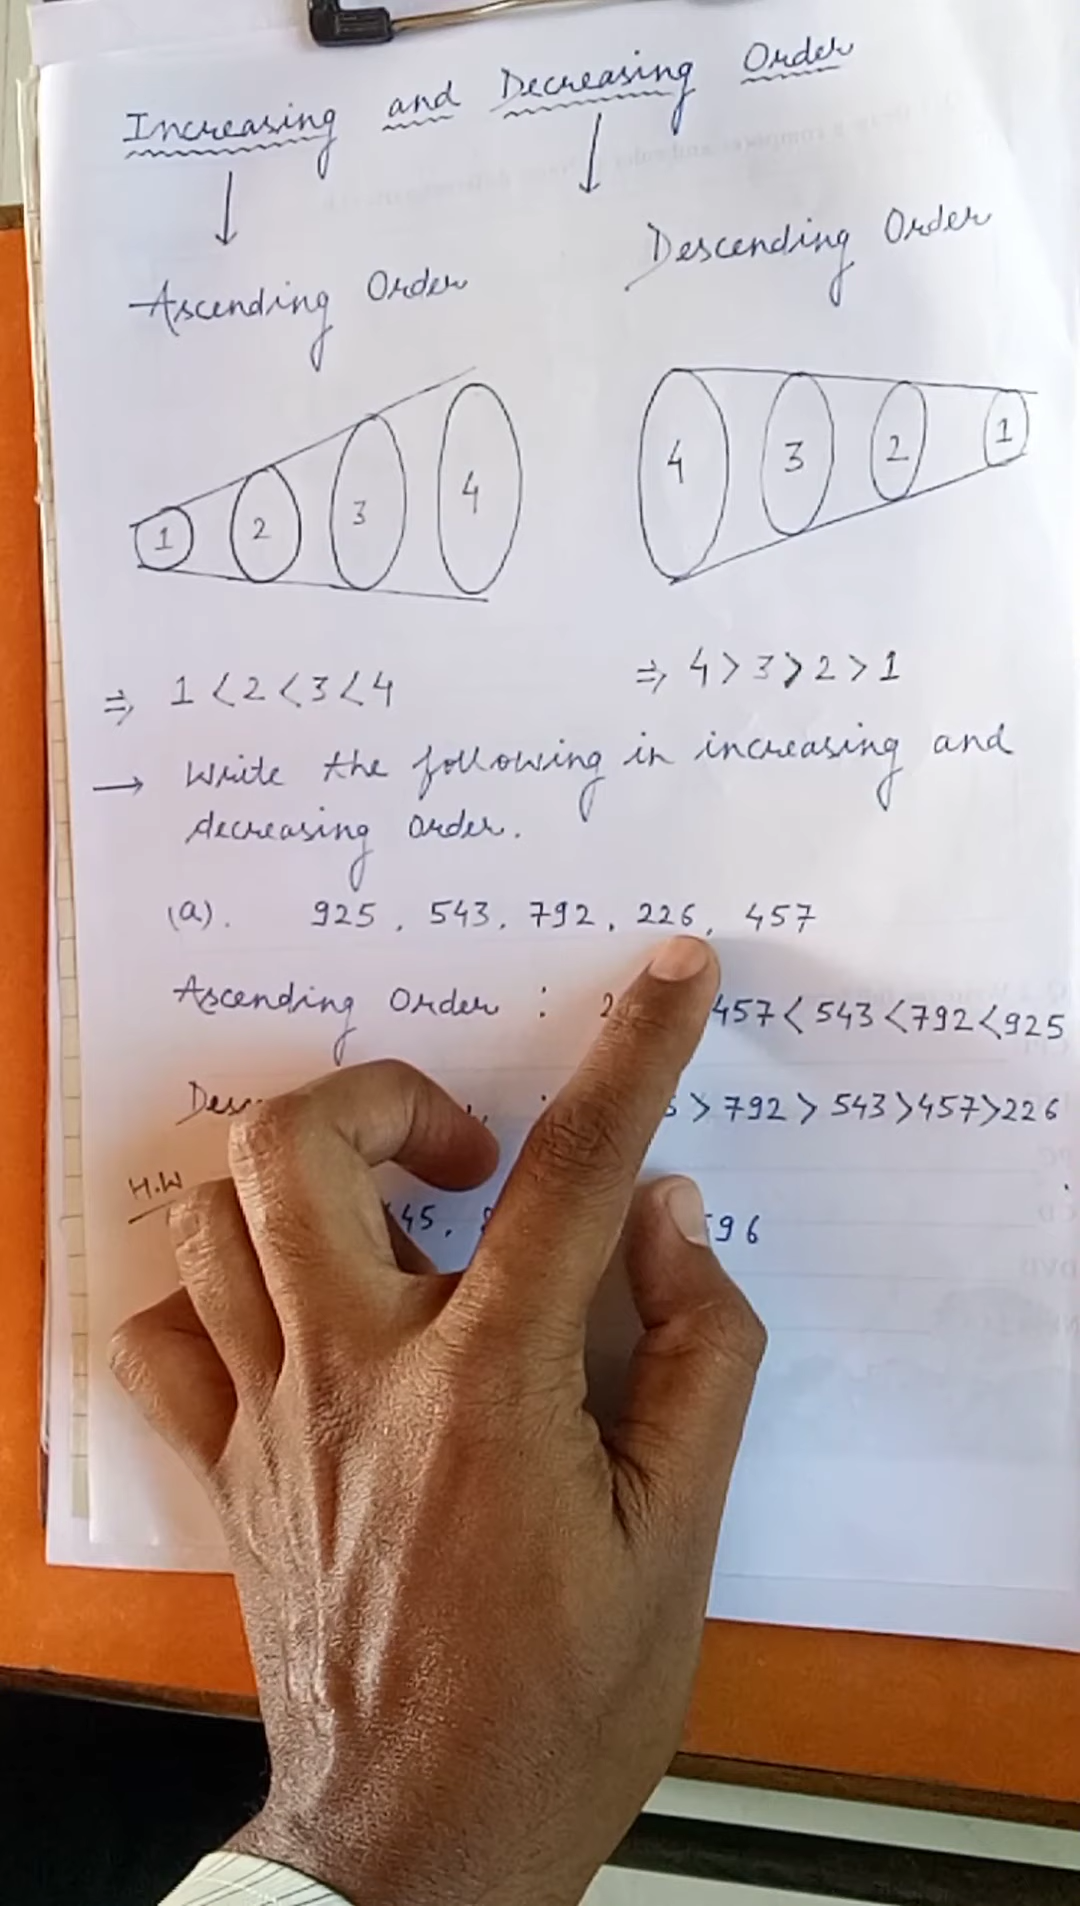 Increasing and Decreasing Order
Ascending Order
Descending Order
1 2 3 4
4 3 2 1
⇒ 1 < 2 < 3 < 4
⇒ 4 > 3 > 2 > 1
→ Write the following in increasing and
decreasing order.
(a). 925, 543, 792, 226, 457
Ascending Order : 457 < 543 < 792 < 925
> 792 > 543 > 457 > 226
H.W